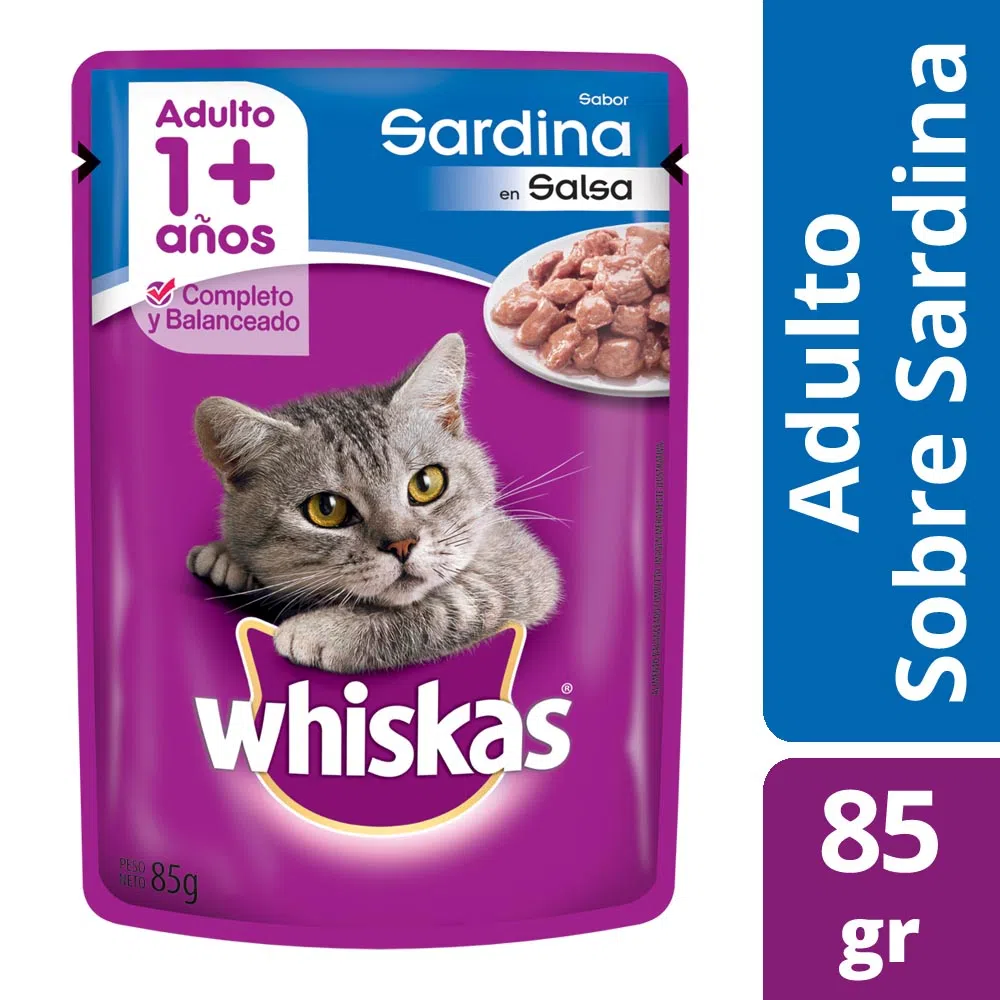 Adulto
1+
años
Completo
y Balanceado
Sabor
Sardina
en Salsa
whiskas®
PESO
NETO 85g
Adulto
Sobre Sardina
85
gr